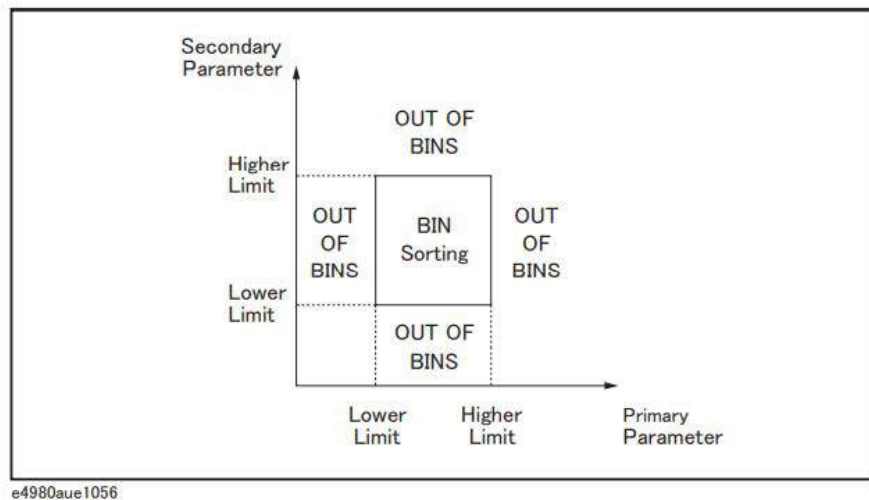 Secondary
Parameter
OUT OF
BINS
Higher
Limit
OUT
OF
BINS
BIN
Sorting
OUT
OF
BINS
Lower
Limit
OUT OF
BINS
Lower
Limit
Higher
Limit
Primary
Parameter
e4980aue1056